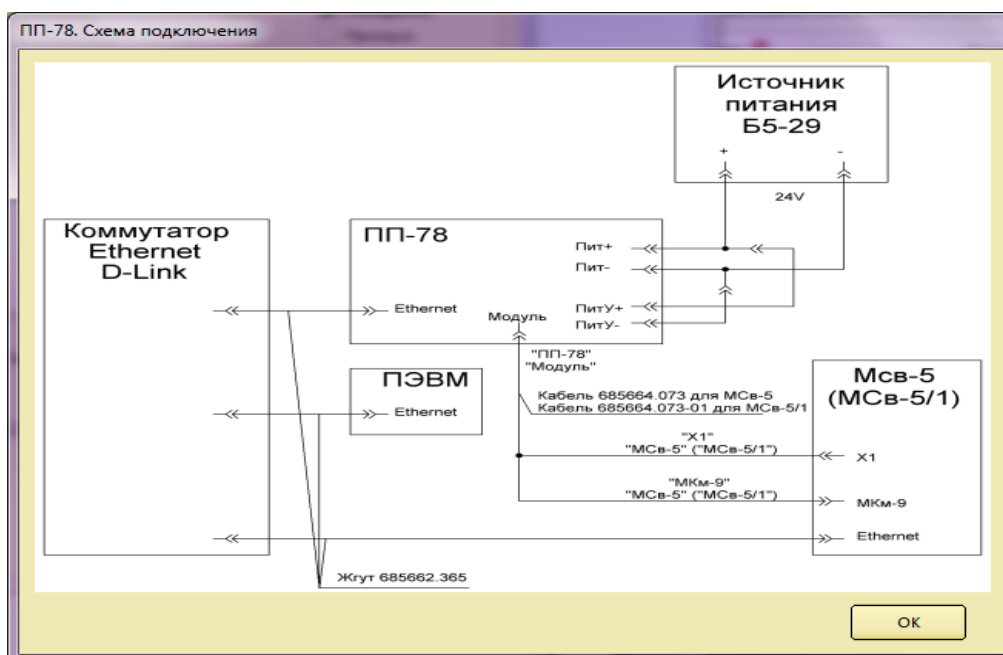 ПП-78. Схема подключения
Источник
питания
Б5-29
+ -
24V
Коммутатор
Ethernet
D-Link
ПП-78
Пит+
Пит-
ПитУ+
ПитУ-
Ethernet
Модуль
"ПП-78"
"Модуль"
ПЭВМ
Ethernet
Кабель 685664.073 для МСв-5
Кабель 685664.073-01 для МСв-5/1
Мсв-5
(МСв-5/1)
"X1"
"МСв-5" ("МСв-5/1")
X1
"МКм-9"
"МСв-5" ("МСв-5/1")
МКм-9
Ethernet
Жгут 685662.365
OK